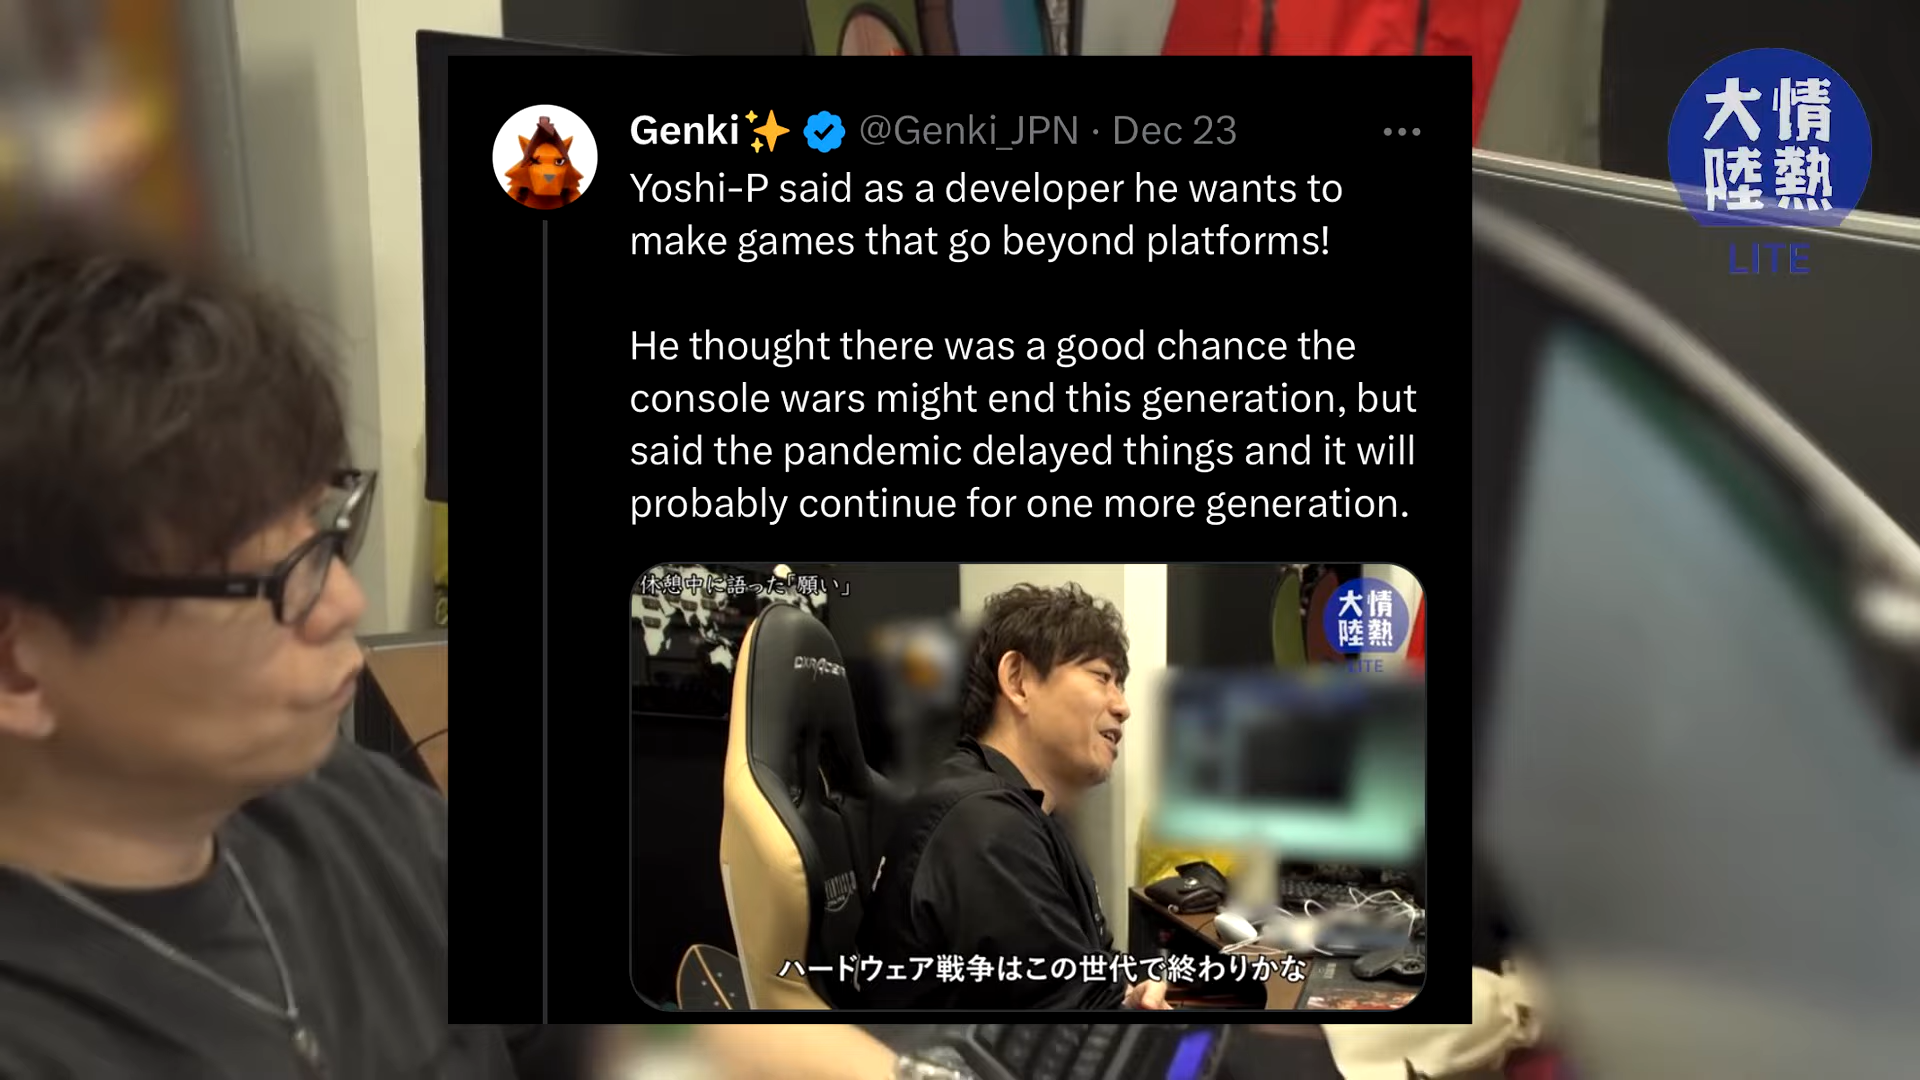 Genki✨ @Genki_JPN · Dec 23
Yoshi-P said as a developer he wants to
make games that go beyond platforms!
He thought there was a good chance the
console wars might end this generation, but
said the pandemic delayed things and it will
probably continue for one more generation.
休憩中に語った「願い」
情熱
大陸
LITE
DXRACER
ハードウェア戦争はこの世代で終わりかな
情熱
大陸
LITE